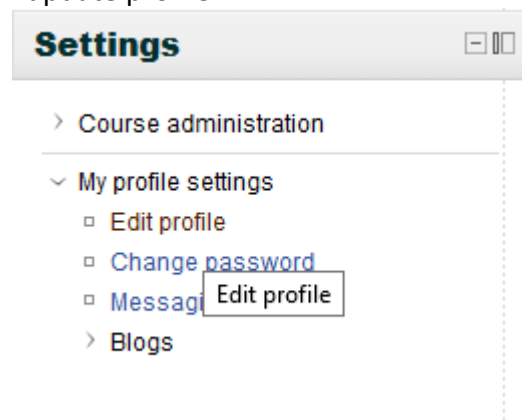 Settings
Course administration
My profile settings
Edit profile
Change password
Messagi
Edit profile
Blogs